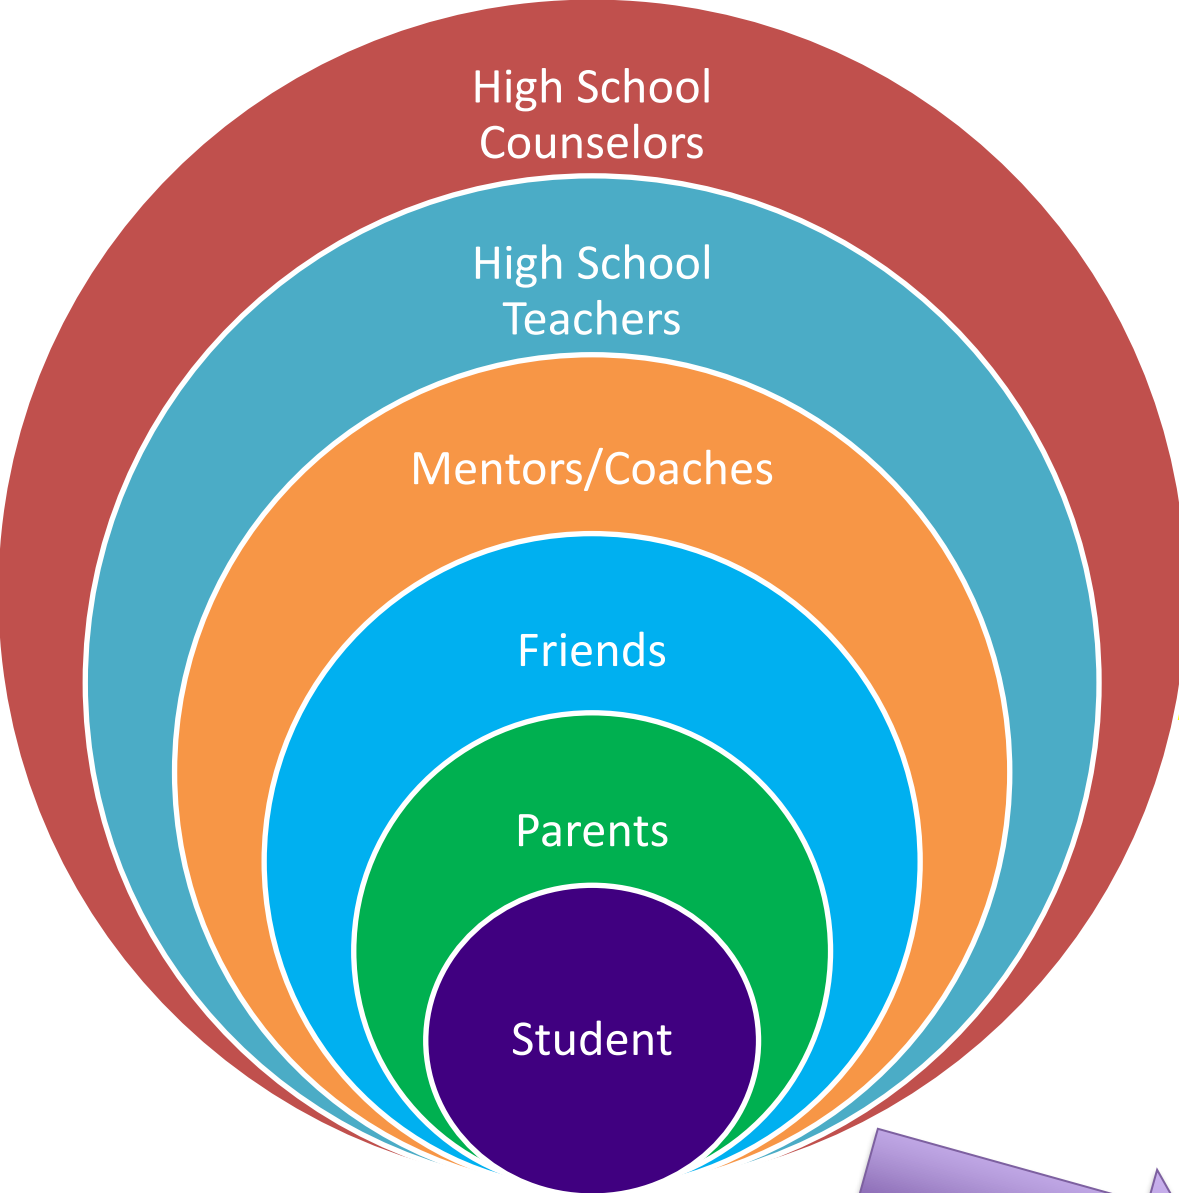 High School
Counselors
High School
Teachers
Mentors/Coaches
Friends
Parents
Student